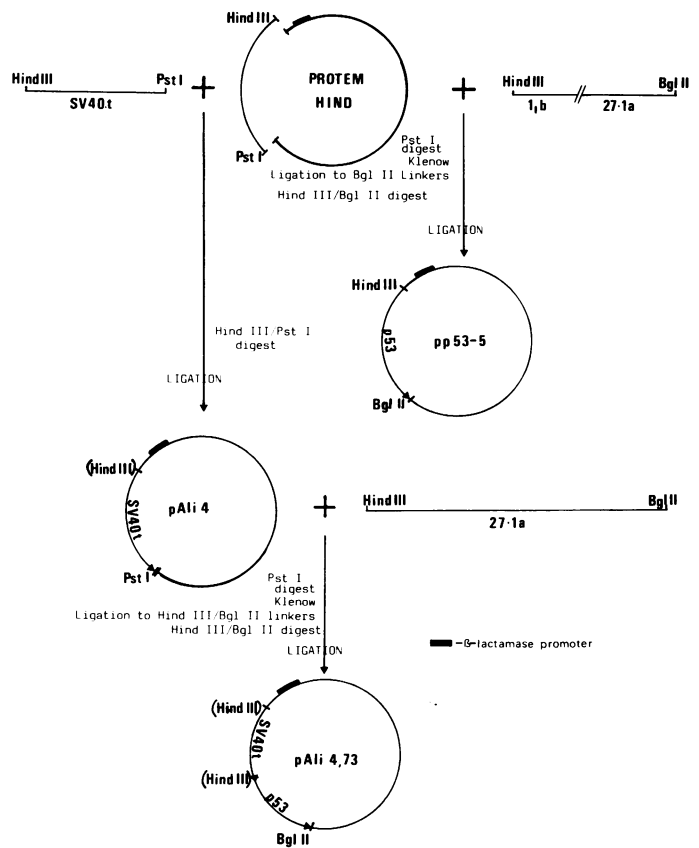 Hind III
PROTEM
HIND
Pst I
Hind III
Pst I
SV40.t
+
+
Hind III
Bgl II
1,b
27·1a
Pst I
digest
Klenow
Ligation to Bgl II Linkers
Hind III/Bgl II digest
LIGATION
Hind III
p53
pp 53-5
Bgl II
Hind III/Pst I
digest
LIGATION
(Hind III)
SV40t
pAli 4
Pst I
+
Hind III
Bgl II
27·1a
Pst I
digest
Klenow
Ligation to Hind III/Bgl II linkers
Hind III/Bgl II digest
LIGATION
-ß-lactamase promoter
(Hind III)
SV40t
pAli 4,73
(Hind III)
p53
Bgl II